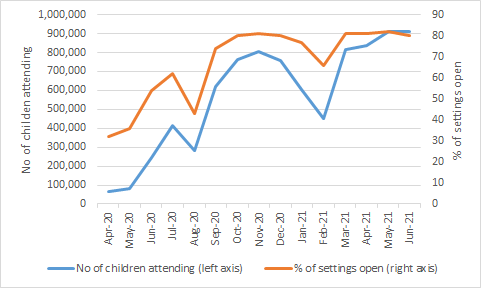 1,000,000
900,000
800,000
700,000
600,000
500,000
400,000
300,000
200,000
100,000
0
No of children attending
90
80
70
60
50
40
30
20
10
0
% of settings open
Apr-20
May-20
Jun-20
Jul-20
Aug-20
Sep-20
Oct-20
Nov-20
Dec-20
Jan-21
Feb-21
Mar-21
Apr-21
May-21
Jun-21
No of children attending (left axis)
% of settings open (right axis)